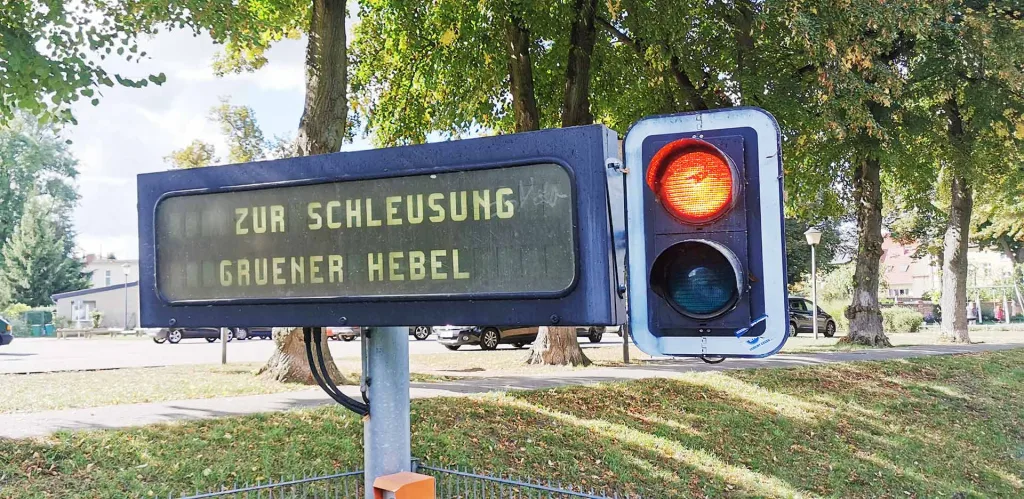 ZUR SCHLEUSUNG
GRUENER HEBEL